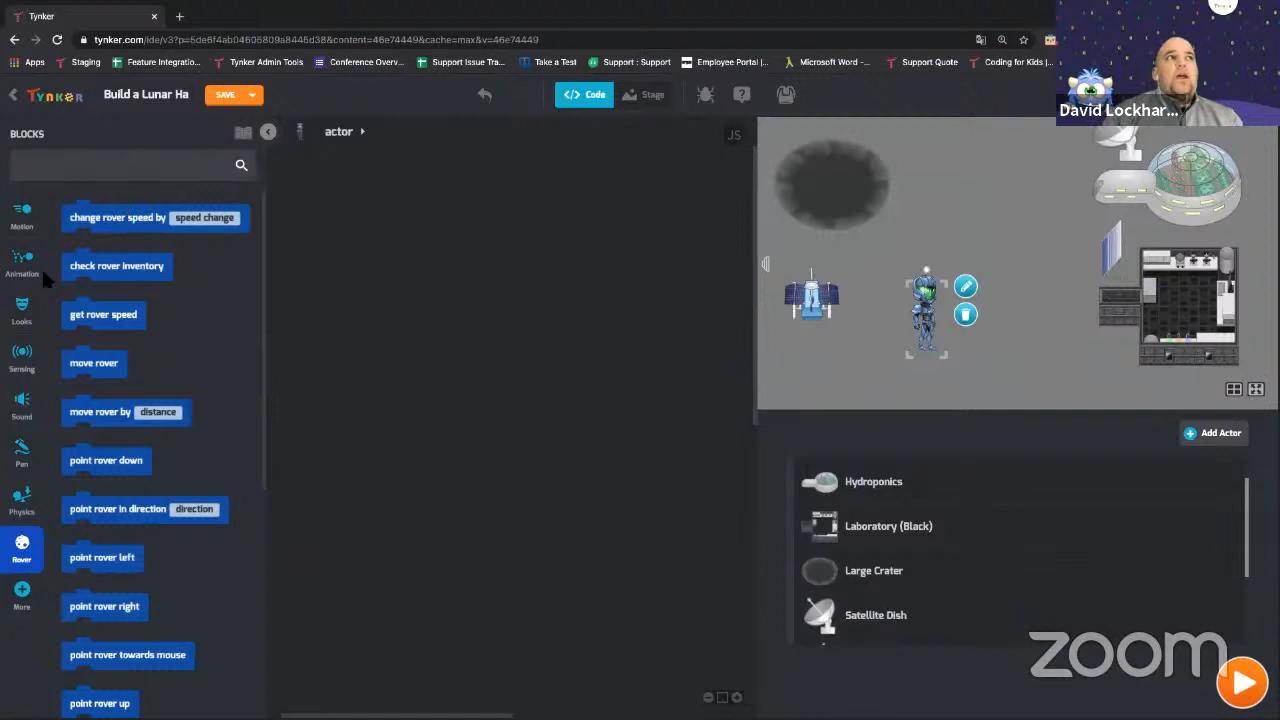 Tynker
tynker.com/ide/v3?p=5de6f4ab04605809a8445d38&content=46e74449&cache=max&v=46e74449
Apps
Staging
Feature Integratio...
Tynker Admin Tools
Conference Overv...
Support Issue Tra...
Take a Test
Support : Support
Employee Portal |...
Microsoft Word -...
Support Quote
Coding for Kids |...
TYNKER
Build a Lunar Ha
SAVE
</> Code
Stage
David Lockhar...
BLOCKS
actor
JS
Motion
Animation
Looks
Sensing
Sound
Pen
Physics
Rover
More
change rover speed by speed change
check rover inventory
get rover speed
move rover
move rover by distance
point rover down
point rover in direction direction
point rover left
point rover right
point rover towards mouse
point rover up
Add Actor
Hydroponics
Laboratory (Black)
Large Crater
Satellite Dish
zoom